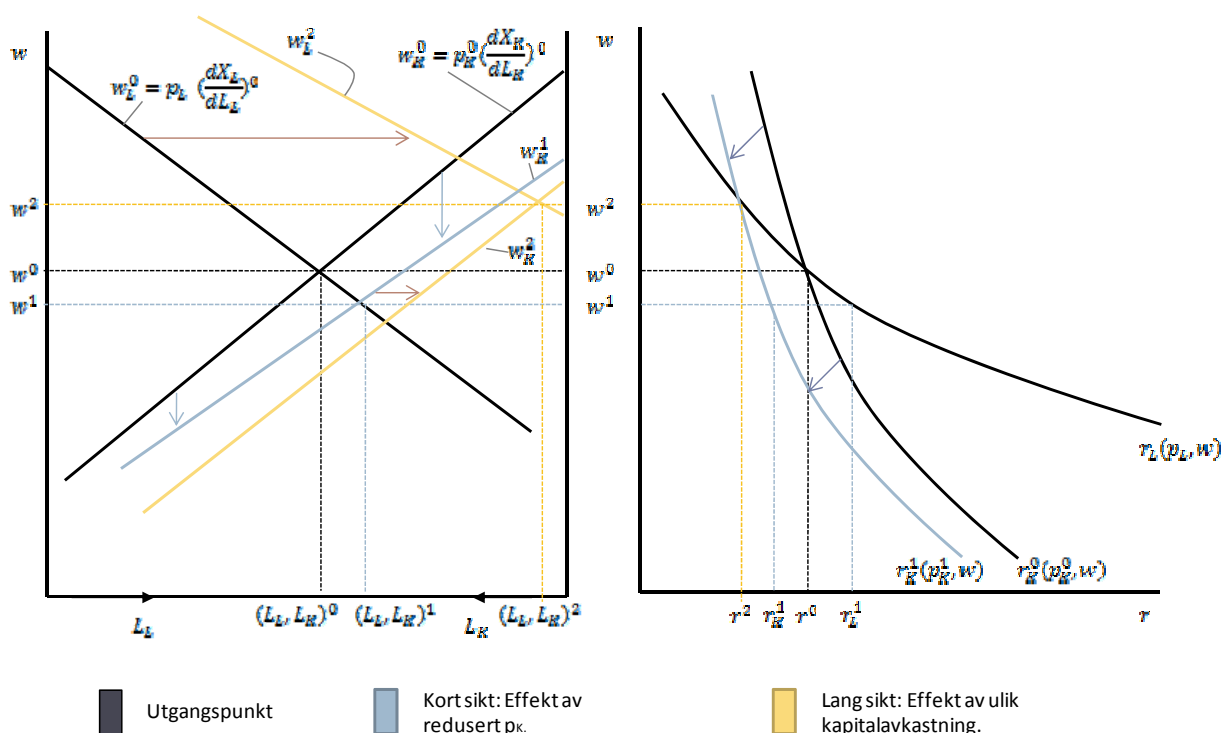 w
w_L^0 = p_L (dX_L/dL_L)^0
w_L^2
w_K^0 = p_K^0 (dX_K/dL_K)^0
w_K^1
w_K^2
w^2
w^0
w^1
L_L
(L_L, L_K)^0
(L_L, L_K)^1
L_K
(L_L, L_K)^2
w
w^2
w^0
w^1
r_L(p_L, w)
r_K^1(p_K^1, w)
r_K^0(p_K^0, w)
r^2
r_K^1
r^0
r_L^1
r
Utgangspunkt
Kort sikt: Effekt av
redusert pK.
Lang sikt: Effekt av ulik
kapitalavkastning.